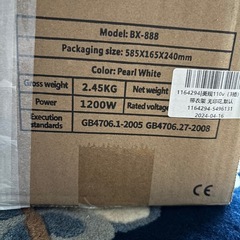 Model: BX-888
Packaging size: 585X165X240mm
Color: Pearl White
Gross weight 2.45KG Net weight
Power 1200W Rated voltage
Execution standards GB4706.1-2005 GB4706.27-2008
2024-04-16
CE